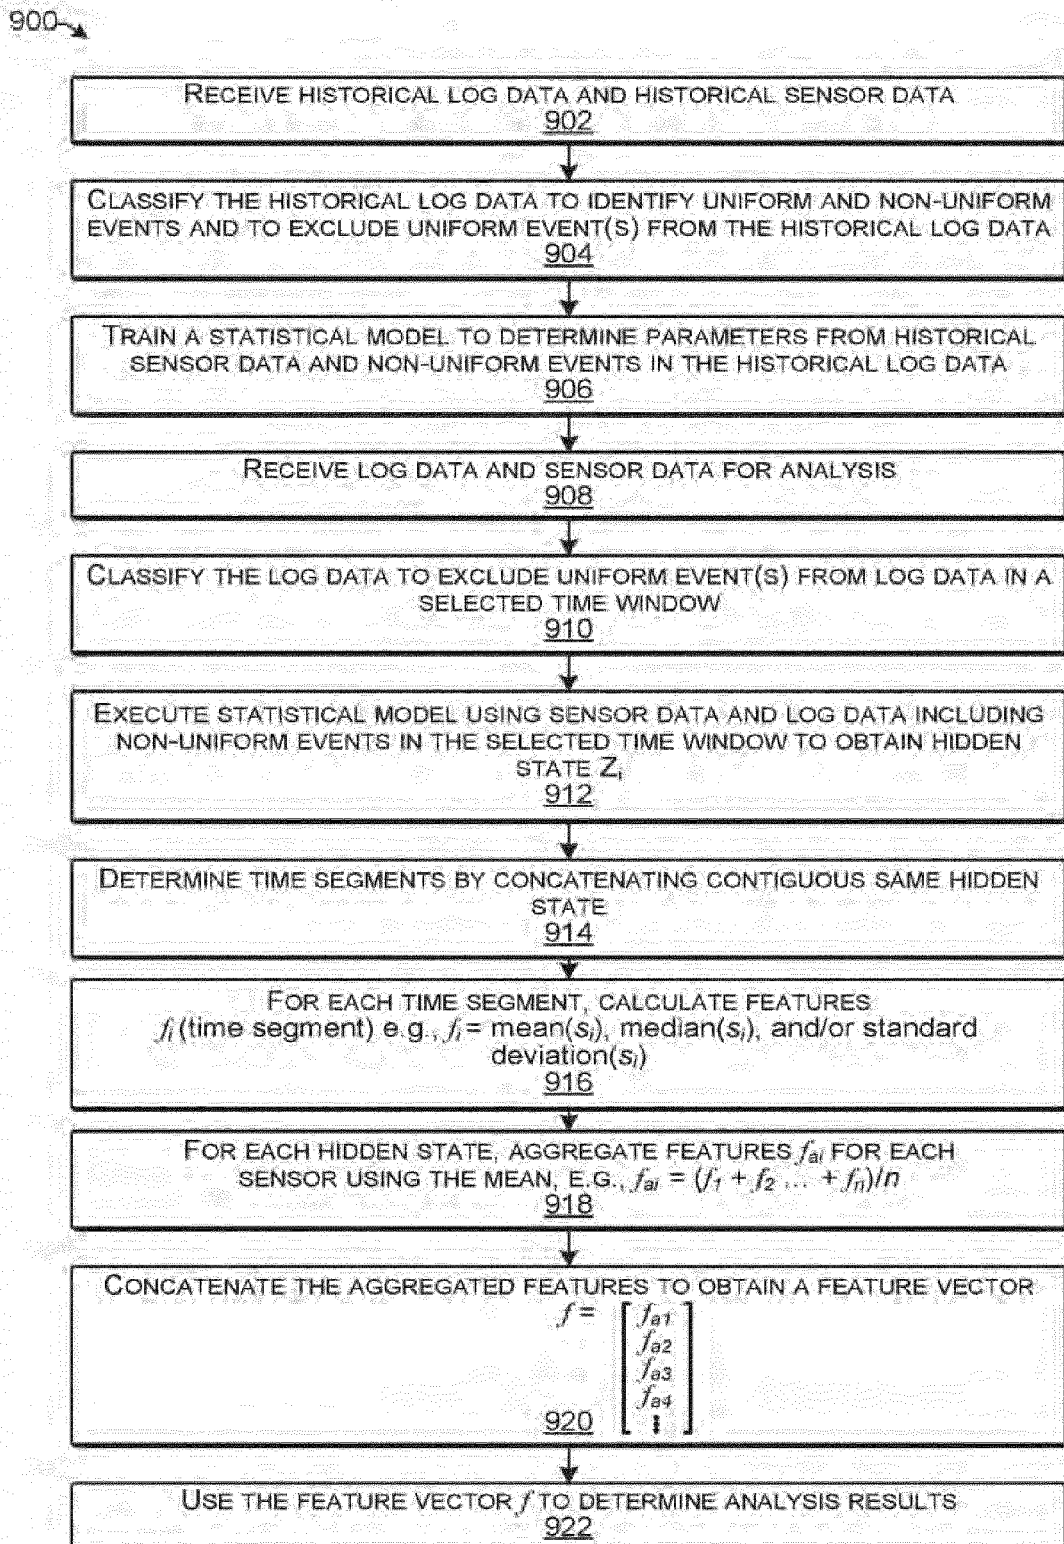 900
RECEIVE HISTORICAL LOG DATA AND HISTORICAL SENSOR DATA
902
CLASSIFY THE HISTORICAL LOG DATA TO IDENTIFY UNIFORM AND NON-UNIFORM
EVENTS AND TO EXCLUDE UNIFORM EVENT(S) FROM THE HISTORICAL LOG DATA
904
TRAIN A STATISTICAL MODEL TO DETERMINE PARAMETERS FROM HISTORICAL
SENSOR DATA AND NON-UNIFORM EVENTS IN THE HISTORICAL LOG DATA
906
RECEIVE LOG DATA AND SENSOR DATA FOR ANALYSIS
908
CLASSIFY THE LOG DATA TO EXCLUDE UNIFORM EVENT(S) FROM LOG DATA IN A
SELECTED TIME WINDOW
910
EXECUTE STATISTICAL MODEL USING SENSOR DATA AND LOG DATA INCLUDING
NON-UNIFORM EVENTS IN THE SELECTED TIME WINDOW TO OBTAIN HIDDEN
STATE Zi
912
DETERMINE TIME SEGMENTS BY CONCATENATING CONTIGUOUS SAME HIDDEN
STATE
914
FOR EACH TIME SEGMENT, CALCULATE FEATURES
fi (time segment) e.g., fi = mean(si), median(si), and/or standard
deviation(si)
916
FOR EACH HIDDEN STATE, AGGREGATE FEATURES fai FOR EACH
SENSOR USING THE MEAN, E.G., fai = (f1 + f2 ... + fn)/n
918
CONCATENATE THE AGGREGATED FEATURES TO OBTAIN A FEATURE VECTOR
f = [fa1
fa2
fa3
fa4
⋮]
920
USE THE FEATURE VECTOR f TO DETERMINE ANALYSIS RESULTS
922